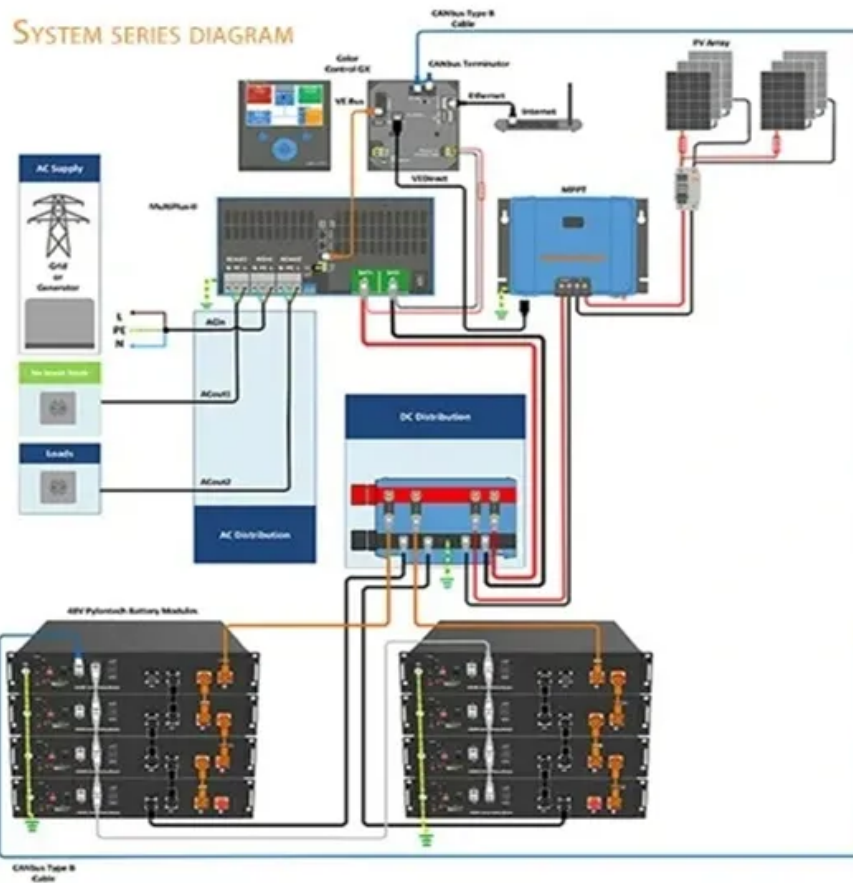 SYSTEM SERIES DIAGRAM
CANbus Type B
Cable
Color
Control GX
CANbus Terminator
PV Array
VE Bus
Ethernet
Internet
AC Supply
VEDirect
MPPT
MultiPlus-II
Grid
or
Generator
L
PE
N
ACin
ACout1
DC Distribution
Loads
ACout2
AC Distribution
48V Pylontech Battery Modules
CANbus Type B
Cable